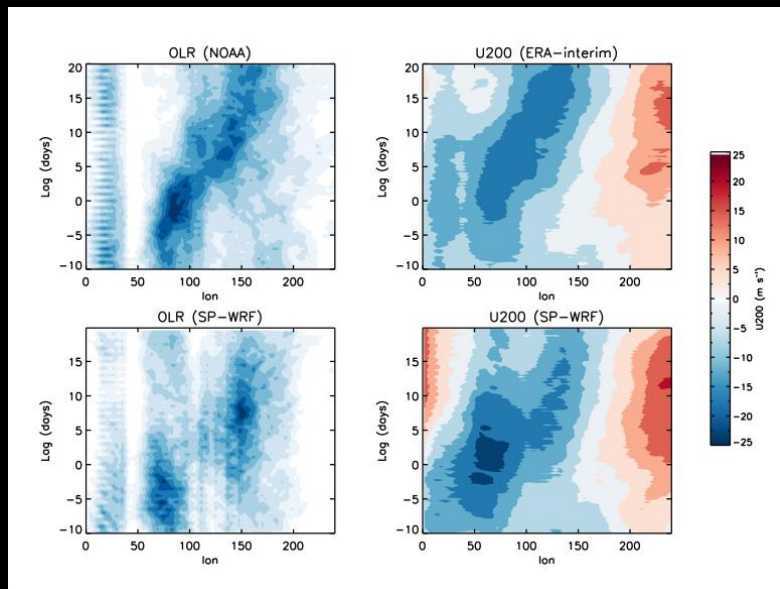 OLR (NOAA)
20
15
10
5
0
−5
−10
Lag (days)
0 50 100 150 200
lon
U200 (ERA-interim)
20
15
10
5
0
−5
−10
Lag (days)
0 50 100 150 200
lon
OLR (SP-WRF)
15
10
5
0
−5
−10
Lag (days)
0 50 100 150 200
lon
U200 (SP-WRF)
15
10
5
0
−5
−10
Lag (days)
0 50 100 150 200
lon
25
20
15
10
5
0
−5
−10
−15
−20
−25
U200 (m s⁻¹)